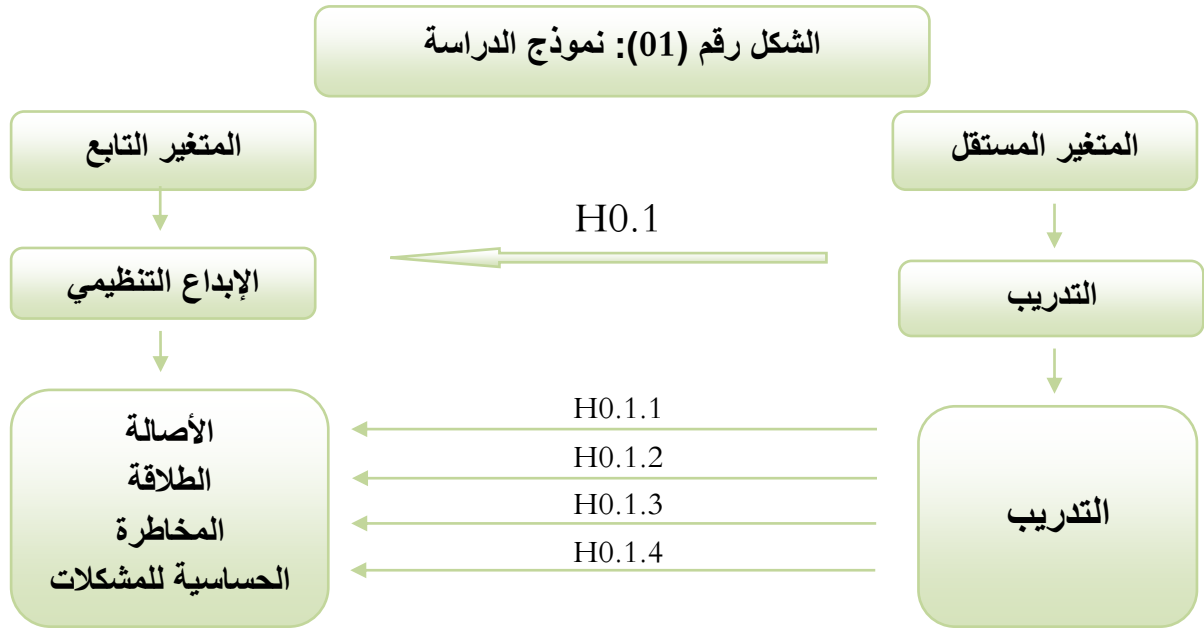 الشكل رقم (01): نموذج الدراسة
المتغير المستقل
المتغير التابع
H0.1
التدريب
الإبداع التنظيمي
H0.1.1
H0.1.2
H0.1.3
H0.1.4
التدريب
الأصالة
الطلاقة
المخاطرة
الحساسية للمشكلات